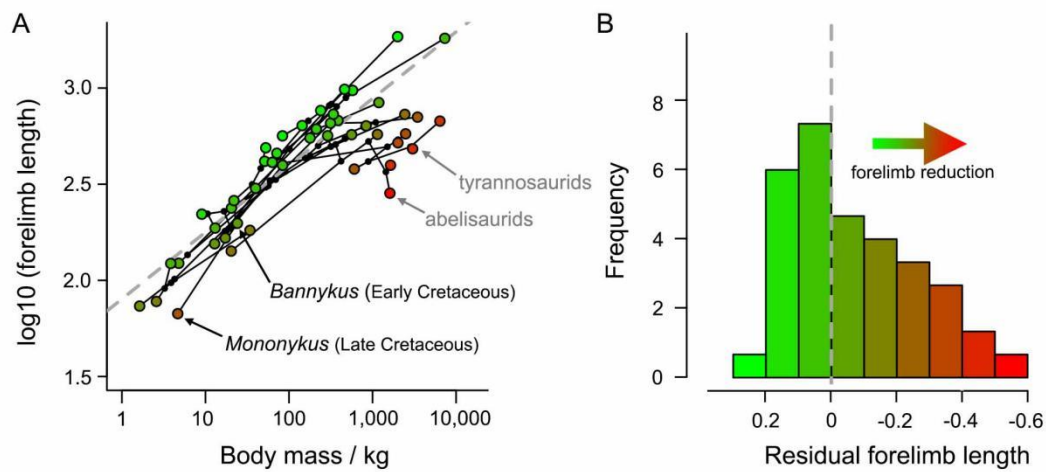 A
log10 (forelimb length)
3.0
2.5
2.0
1.5
tyrannosaurids
abelisaurids
Bannykus (Early Cretaceous)
Mononykus (Late Cretaceous)
1 10 100 1,000 10,000
Body mass / kg
B
Frequency
8
6
4
2
0
forelimb reduction
0.2 0 -0.2 -0.4 -0.6
Residual forelimb length